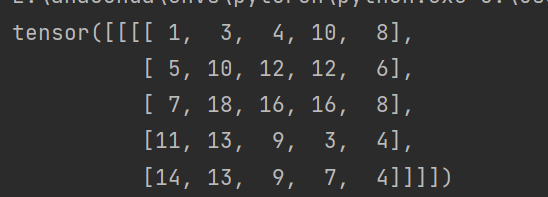 tensor([[[[ 1,  3,  4, 10,  8],
          [ 5, 10, 12, 12,  6],
          [ 7, 18, 16, 16,  8],
          [11, 13,  9,  3,  4],
          [14, 13,  9,  7,  4]]]])